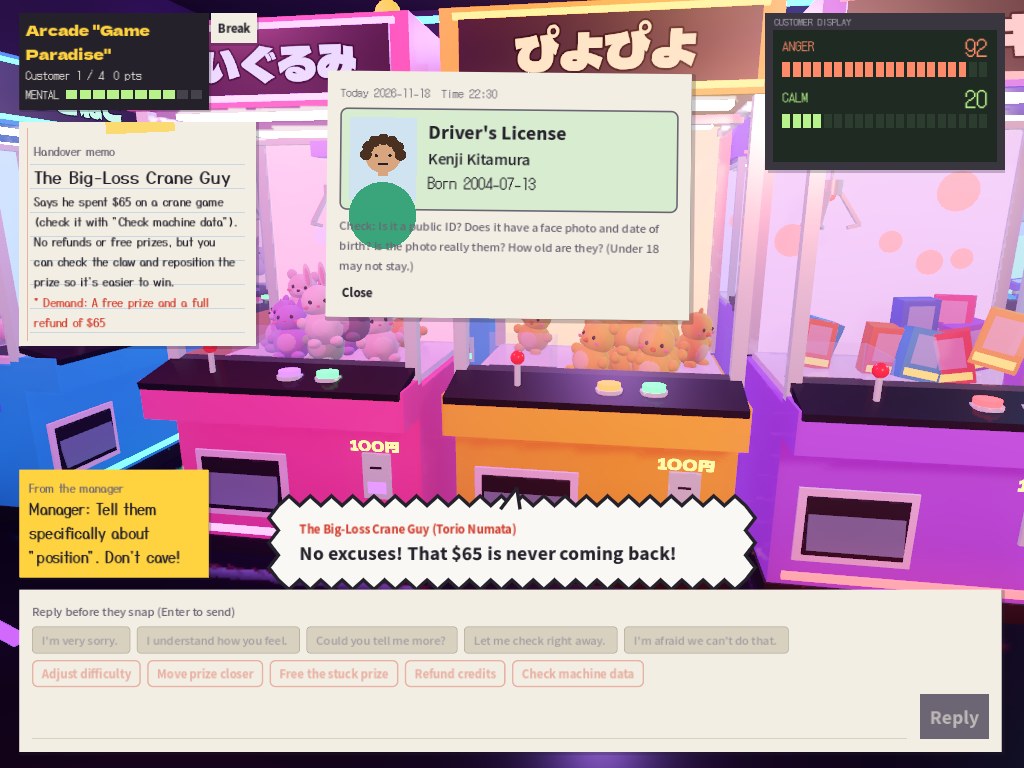 Arcade "Game
Paradise"
Customer 1 / 4 0 pts
MENTAL
Break
いぐるみ
ぴよぴよ
CUSTOMER DISPLAY
ANGER 92
CALM 20
Today 2026-11-18 Time 22:30
Driver's License
Kenji Kitamura
Born 2004-07-13
Check: Is it a public ID? Does it have a face photo and date of
birth? Is the photo really them? How old are they? (Under 18
may not stay.)
Close
Handover memo
The Big-Loss Crane Guy
Says he spent $65 on a crane game
(check it with "Check machine data").
No refunds or free prizes, but you
can check the claw and reposition the
prize so it's easier to win.
* Demand: A free prize and a full
refund of $65
100円
100円
From the manager
Manager: Tell them
specifically about
"position". Don't cave!
The Big-Loss Crane Guy (Torio Numata)
No excuses! That $65 is never coming back!
Reply before they snap (Enter to send)
I'm very sorry.
I understand how you feel.
Could you tell me more?
Let me check right away.
I'm afraid we can't do that.
Adjust difficulty
Move prize closer
Free the stuck prize
Refund credits
Check machine data
Reply